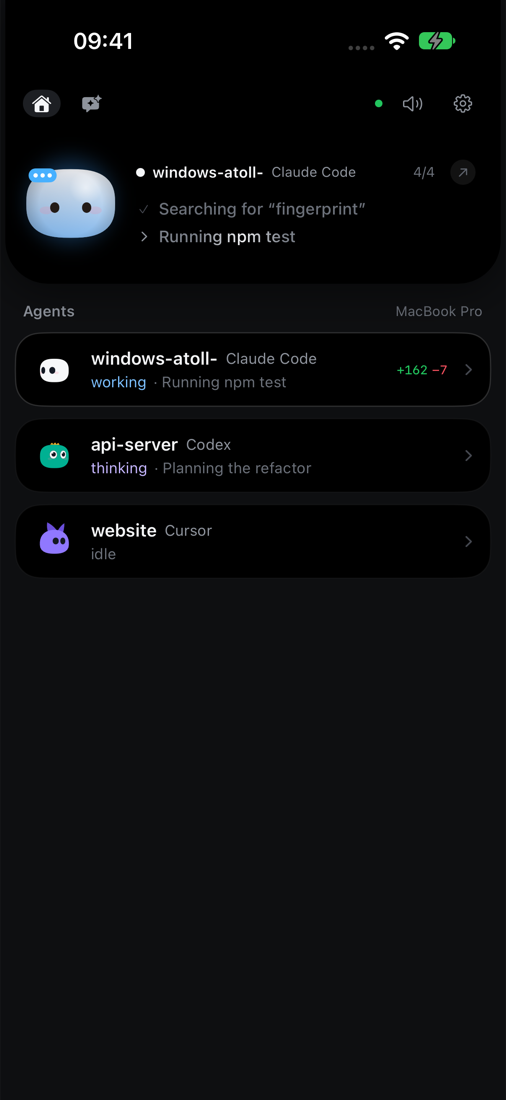 09:41
windows-atoll- Claude Code 4/4
Searching for “fingerprint”
Running npm test
Agents MacBook Pro
windows-atoll- Claude Code
working · Running npm test +162 −7
api-server Codex
thinking · Planning the refactor
website Cursor
idle